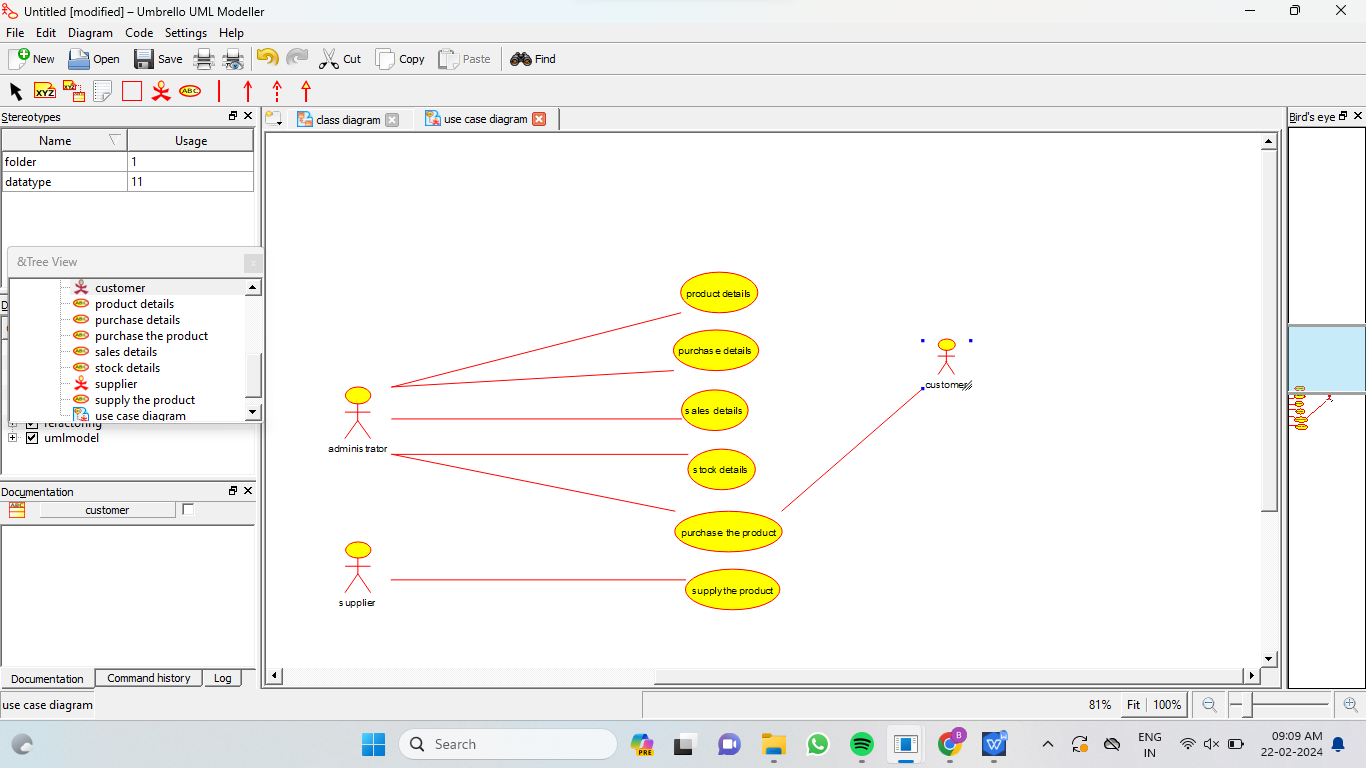 Untitled [modified] – Umbrello UML Modeller
File Edit Diagram Code Settings Help
New Open Save Cut Copy Paste Find
XYZ XYZ ABC
Stereotypes
class diagram use case diagram
Bird's eye
Name Usage
folder 1
datatype 11
&Tree View
customer
product details
purchase details
purchase the product
sales details
stock details
supplier
supply the product
use case diagram
refactoring
umlmodel
Documentation
customer
Documentation Command history Log
product details
purchase details
sales details
stock details
purchase the product
supply the product
administrator
supplier
customer
use case diagram
81% Fit 100%
Search
PRE
B
W
ENG
IN
09:09 AM
22-02-2024